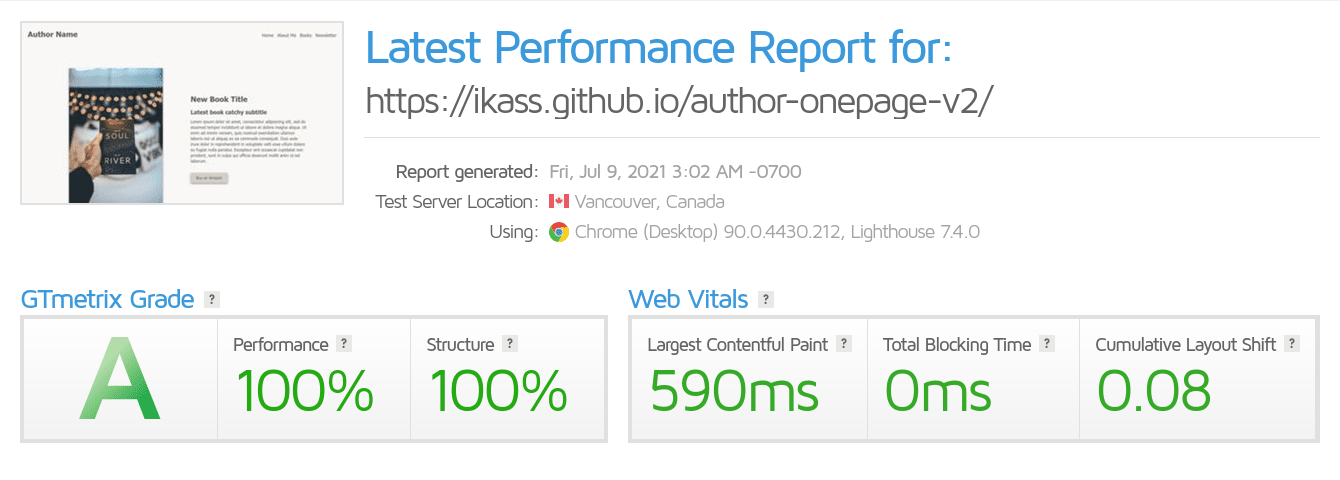 Author Name
Home About Me Books Newsletter
New Book Title
Latest book catchy subtitle
SOUL
RIVER
Buy on Amazon
Latest Performance Report for:
https://ikass.github.io/author-onepage-v2/
Report generated: Fri, Jul 9, 2021 3:02 AM -0700
Test Server Location: Vancouver, Canada
Using: Chrome (Desktop) 90.0.4430.212, Lighthouse 7.4.0
GTmetrix Grade ?
A
Performance ?
100%
Structure ?
100%
Web Vitals ?
Largest Contentful Paint ?
590ms
Total Blocking Time ?
0ms
Cumulative Layout Shift ?
0.08